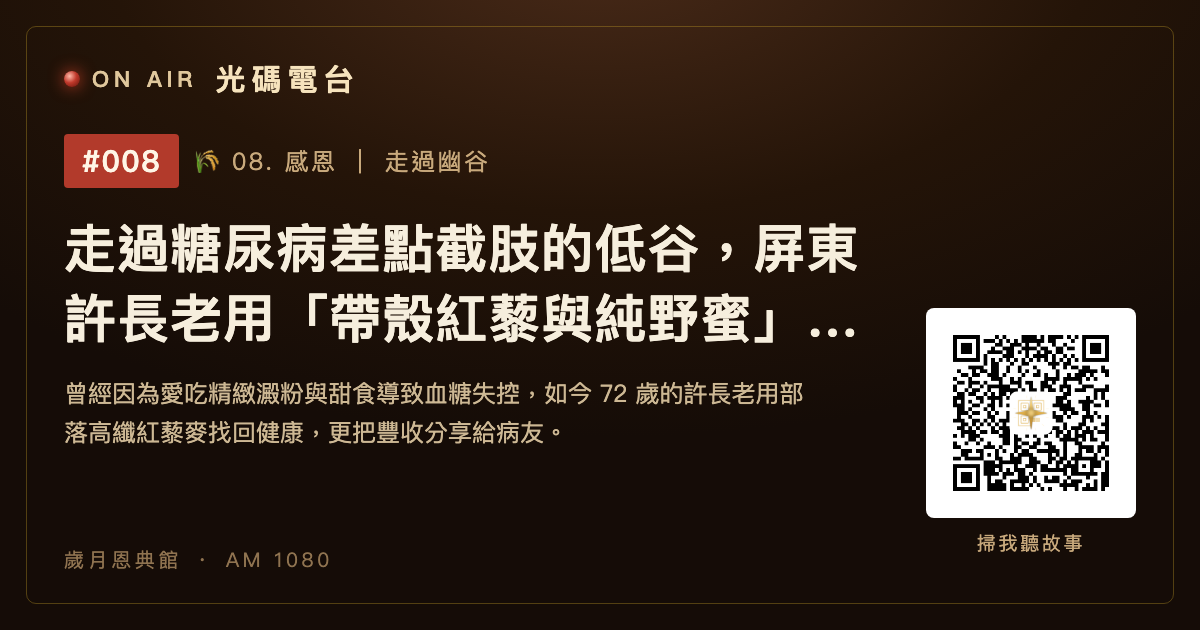 ON AIR 光碼電台
#008 08. 感恩 | 走過幽谷
走過糖尿病差點截肢的低谷，屏東
許長老用「帶殼紅藜與純野蜜」...
曾經因為愛吃精緻澱粉與甜食導致血糖失控，如今 72 歲的許長老用部
落高纖紅藜麥找回健康，更把豐收分享給病友。
掃我聽故事
歲月恩典館 · AM 1080